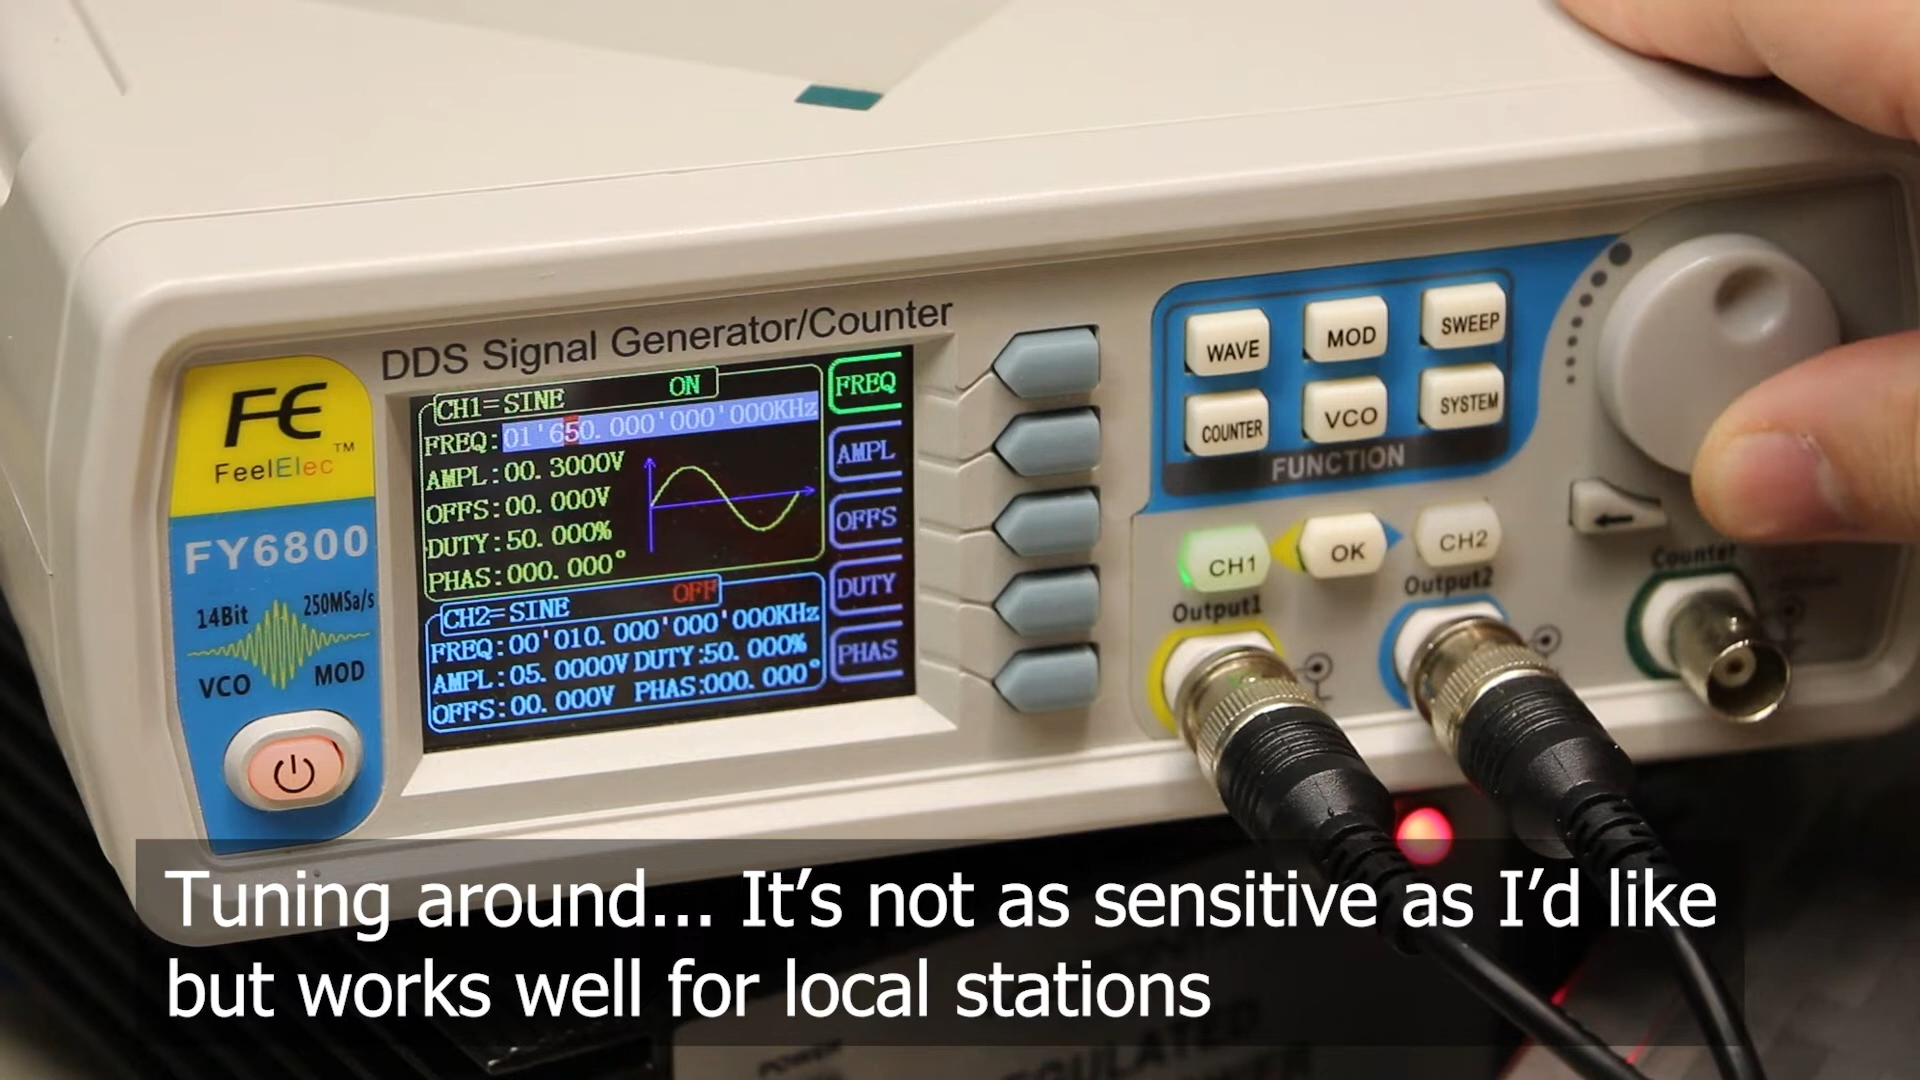 DDS Signal Generator/Counter
FE
TM
FeelElec
FY6800
14Bit
250MSa/s
VCO
MOD
CH1=SINE ON
FREQ:01'650.000'000'000KHz
AMPL:00.3000V
OFFS:00.000V
DUTY:50.000%
PHAS:000.000°
CH2=SINE OFF
FREQ:00'010.000'000'000KHz
AMPL:05.0000V DUTY:50.000%
OFFS:00.000V PHAS:000.000°
FREQ
AMPL
OFFS
DUTY
PHAS
WAVE
MOD
SWEEP
COUNTER
VCO
SYSTEM
FUNCTION
CH1
OK
CH2
Output1
Output2
Counter
Tuning around... It’s not as sensitive as I’d like
but works well for local stations